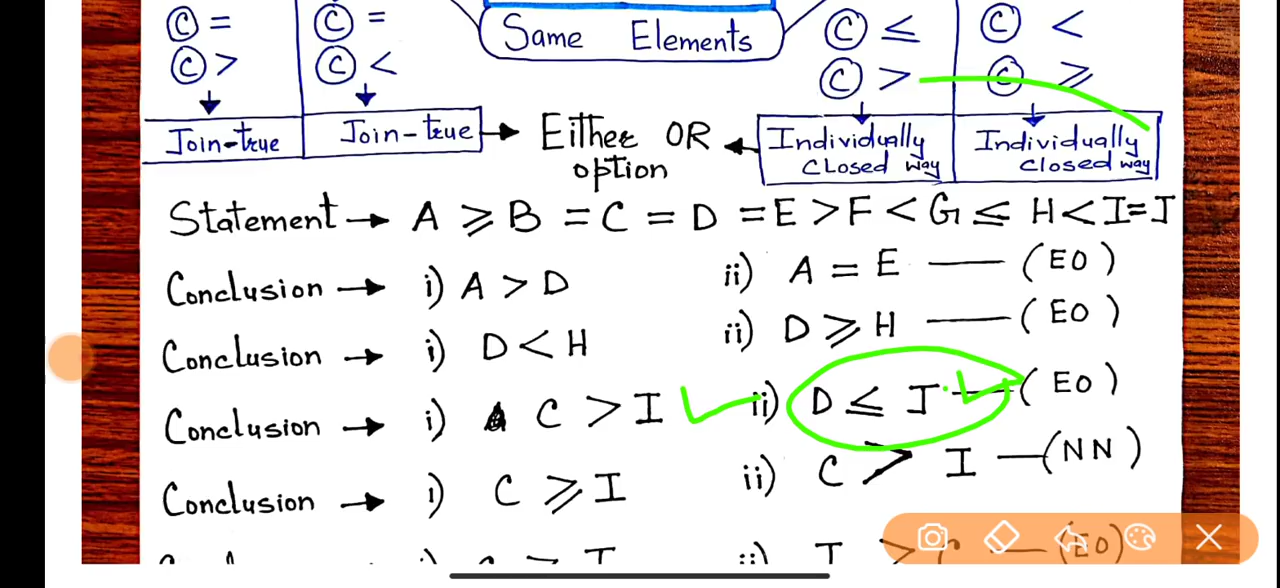 Ⓒ = Ⓒ = Same Elements Ⓒ ≤ Ⓒ <
Ⓒ > Ⓒ < Ⓒ > Ⓒ ≥
Join-true Join-true Either OR option Individually closed way Individually closed way
Statement → A ≥ B = C = D = E > F < G ≤ H < I = J
Conclusion → i) A > D ii) A = E — (EO)
Conclusion → i) D < H ii) D ≥ H — (EO)
Conclusion → i) C > I ii) D ≤ J — (EO)
Conclusion → i) C ≥ I ii) C > I — (NN)
(EO)